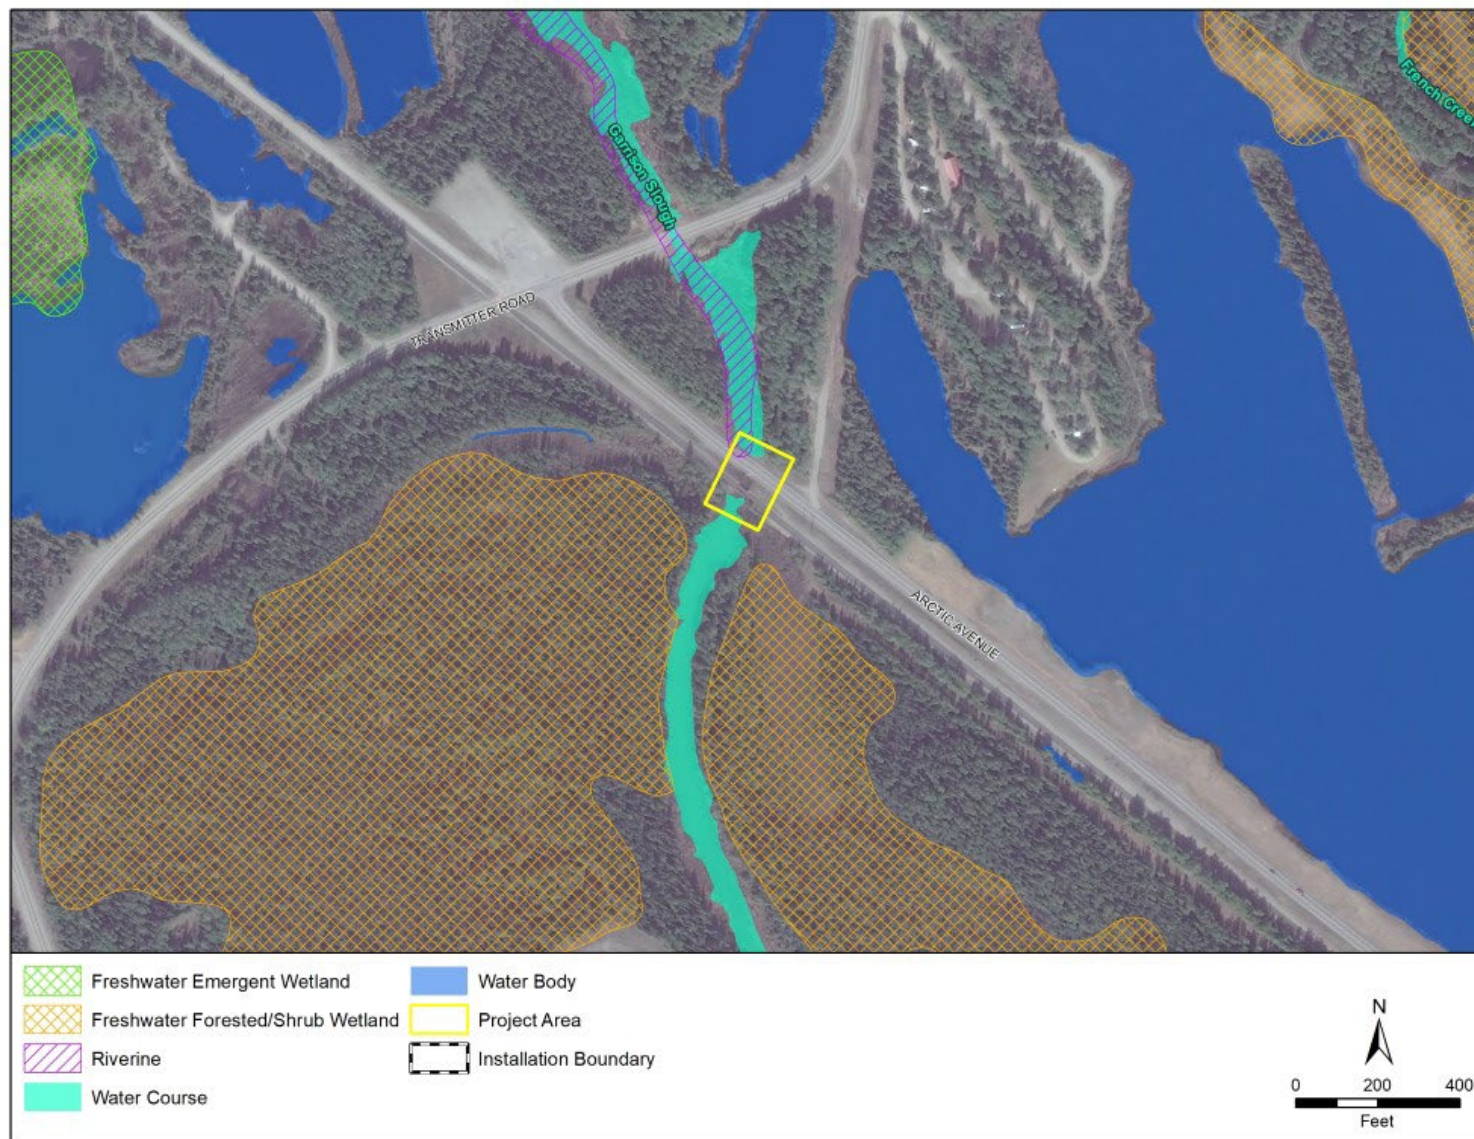 French Creek
Garrison Slough
TRANSMITTER ROAD
ARCTIC AVENUE
Freshwater Emergent Wetland
Freshwater Forested/Shrub Wetland
Riverine
Water Course
Water Body
Project Area
Installation Boundary
N
0 200 400
Feet